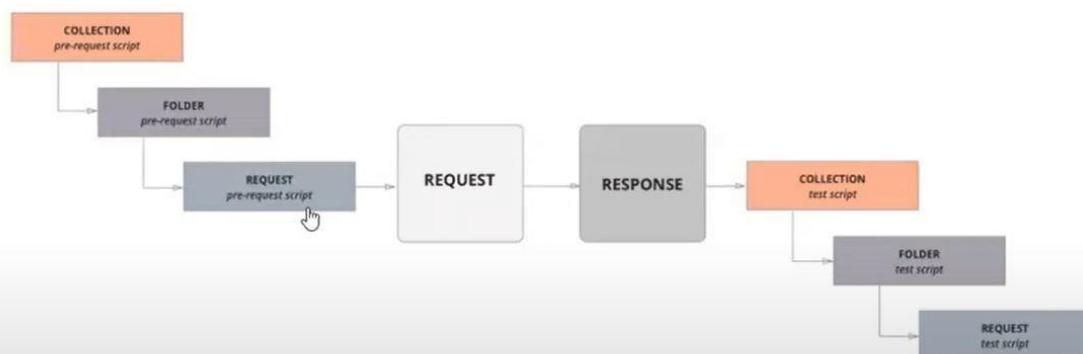 COLLECTION
pre-request script
FOLDER
pre-request script
REQUEST
pre-request script
REQUEST
RESPONSE
COLLECTION
test script
FOLDER
test script
REQUEST
test script